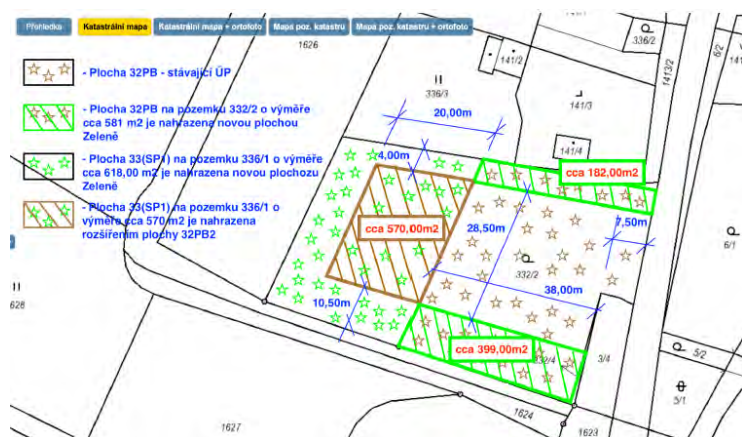 Přehledka
Katastrální mapa
Katastrální mapa + ortofoto
Mapa poz. katastru
Mapa poz. katastru + ortofoto
- Plocha 32PB - stávající ÚP
- Plocha 32PB na pozemku 332/2 o výměře
cca 581 m2 je nahrazena novou plochou
Zeleně
- Plocha 33(SP1) na pozemku 336/1 o výměře
cca 618,00 m2 je nahrazena novou plochozu
Zeleně
- Plocha 33(SP1) na pozemku 336/1 o
výměře cca 570 m2 je nahrazena
rozšířením plochy 32PB2
1626
336/3
141/2
141/3
141/4
336/2
1413/2
6/2
6/1
20,00m
4,00m
cca 182,00m2
7,50m
cca 570,00m2
28,50m
332/2
38,00m
10,50m
cca 399,00m2
332/4
3/4
5/2
5/1
1628
1627
1624
1623